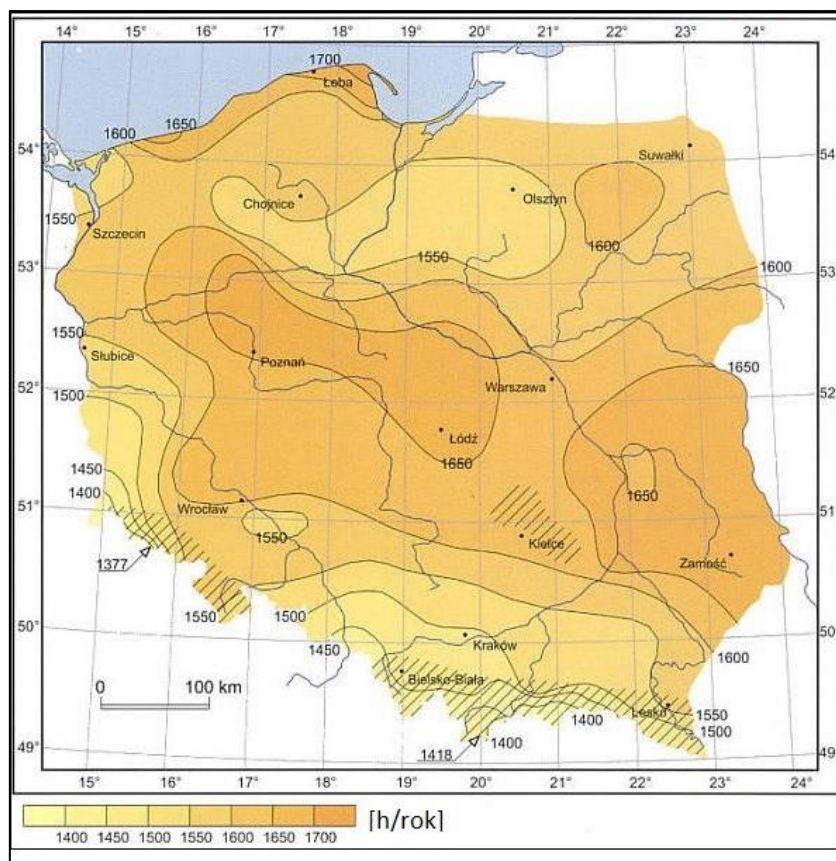 14° 15° 16° 17° 18° 19° 20° 21° 22° 23° 24°
1700
Łeba
1650
1600
54° 54
Suwałki
Chojnice
Olsztyn
1550
Szczecin
1600
1550
53° 53
1600
1550
Słubice
Poznań
1650
Warszawa
52° 52
1500
Łódź
1650
1450
1650
1400
51° 51
Wrocław
1550
Kielce
Zamość
1377
1550
1500
50° 50
1450
Kraków
1600
0 100 km
Bielsko-Biała
Lesko
1550
1400
1500
1400
49° 49
1418
15° 16° 17° 18° 19° 20° 21° 22° 23° 24°
[h/rok]
1400 1450 1500 1550 1600 1650 1700